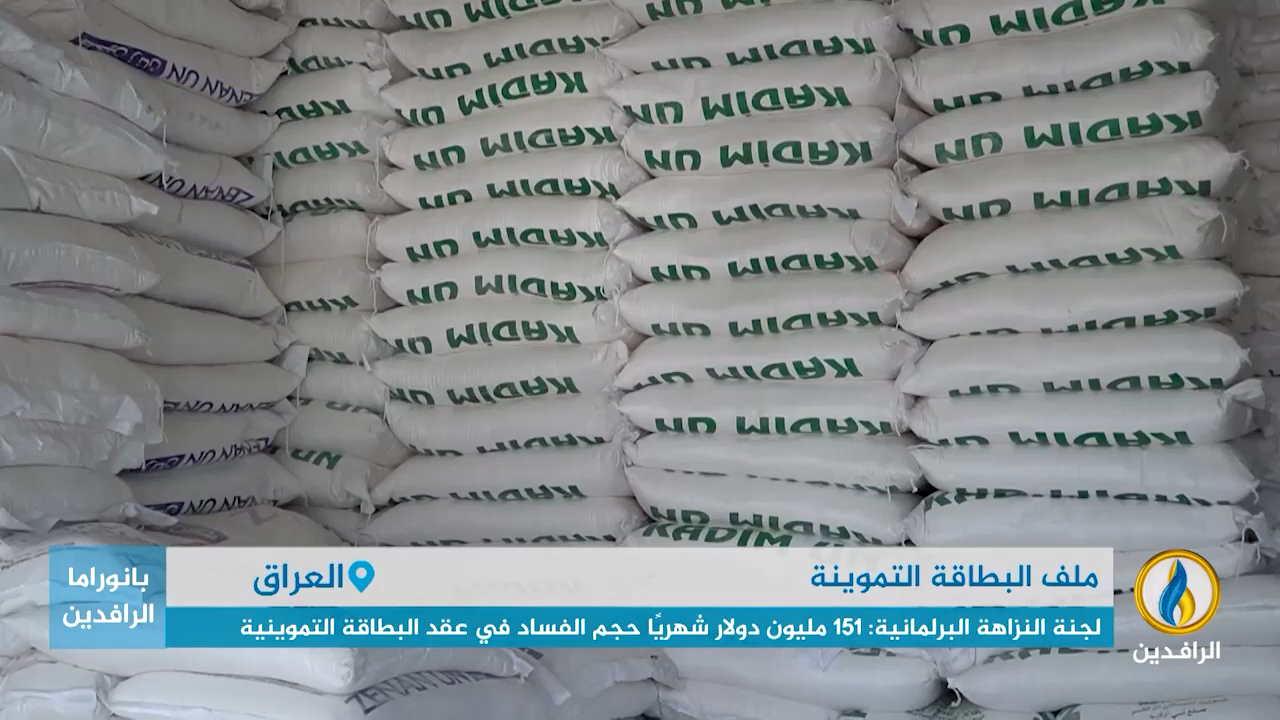 KADIM UN
ZENAN UN
ملف البطاقة التموينة
العراق
لجنة النزاهة البرلمانية: 151 مليون دولار شهريًا حجم الفساد في عقد البطاقة التموينية
بانوراما
الرافدين
الرافدين